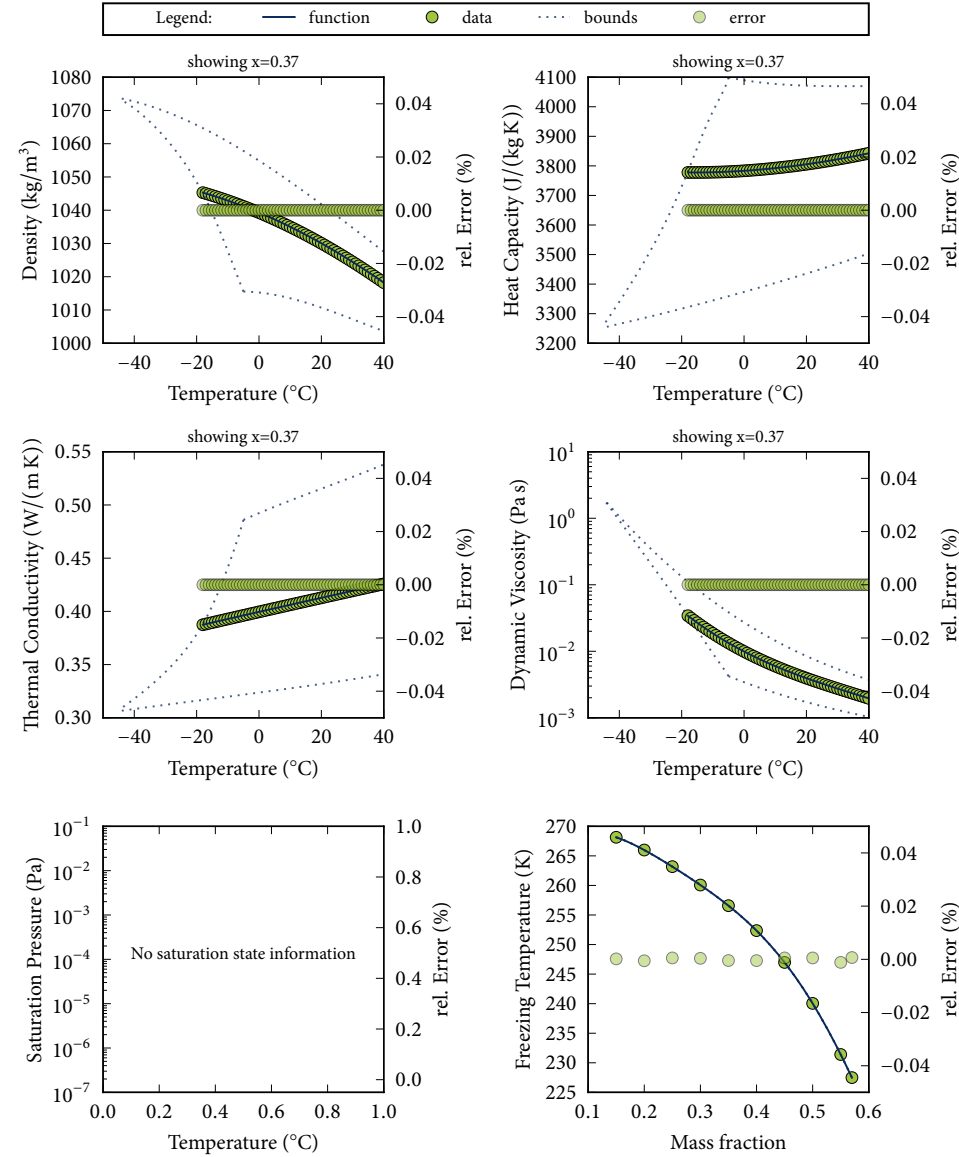 Legend: function data bounds error
showing x=0.37
1080
1070
1060
1050
1040
1030
1020
1010
1000
Density (kg/m³)
−40 −20 0 20 40
Temperature (°C)
0.04
0.02
0.00
−0.02
−0.04
rel. Error (%)
showing x=0.37
4100
4000
3900
3800
3700
3600
3500
3400
3300
3200
Heat Capacity (J/(kg K))
−40 −20 0 20 40
Temperature (°C)
0.04
0.02
0.00
−0.02
−0.04
rel. Error (%)
showing x=0.37
0.55
0.50
0.45
0.40
0.35
0.30
Thermal Conductivity (W/(m K))
−40 −20 0 20 40
Temperature (°C)
0.04
0.02
0.00
−0.02
−0.04
rel. Error (%)
showing x=0.37
10¹
10⁰
10⁻¹
10⁻²
10⁻³
Dynamic Viscosity (Pa s)
−40 −20 0 20 40
Temperature (°C)
0.04
0.02
0.00
−0.02
−0.04
rel. Error (%)
10⁻¹
10⁻²
10⁻³
10⁻⁴
10⁻⁵
10⁻⁶
10⁻⁷
Saturation Pressure (Pa)
No saturation state information
0.0 0.2 0.4 0.6 0.8 1.0
Temperature (°C)
1.0
0.8
0.6
0.4
0.2
0.0
rel. Error (%)
270
265
260
255
250
245
240
235
230
225
Freezing Temperature (K)
0.1 0.2 0.3 0.4 0.5 0.6
Mass fraction
0.04
0.02
0.00
−0.02
−0.04
rel. Error (%)